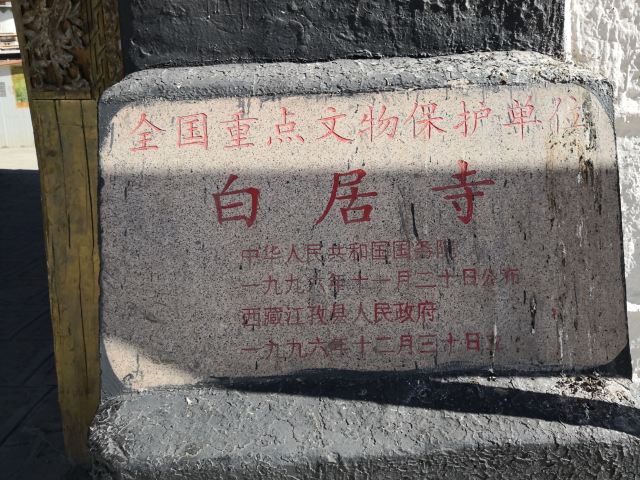 全国重点文物保护单位
白居寺
中华人民共和国国务院
一九九六年十一月二十日公布
西藏江孜县人民政府
一九九六年十二月三十日立